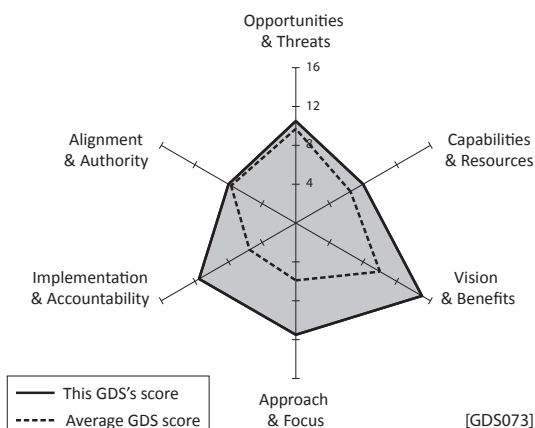 Opportunities
& Threats
16
12
8
4
Alignment
& Authority
Capabilities
& Resources
Implementation
& Accountability
Vision
& Benefits
Approach
& Focus
This GDS's score
Average GDS score
[GDS073]